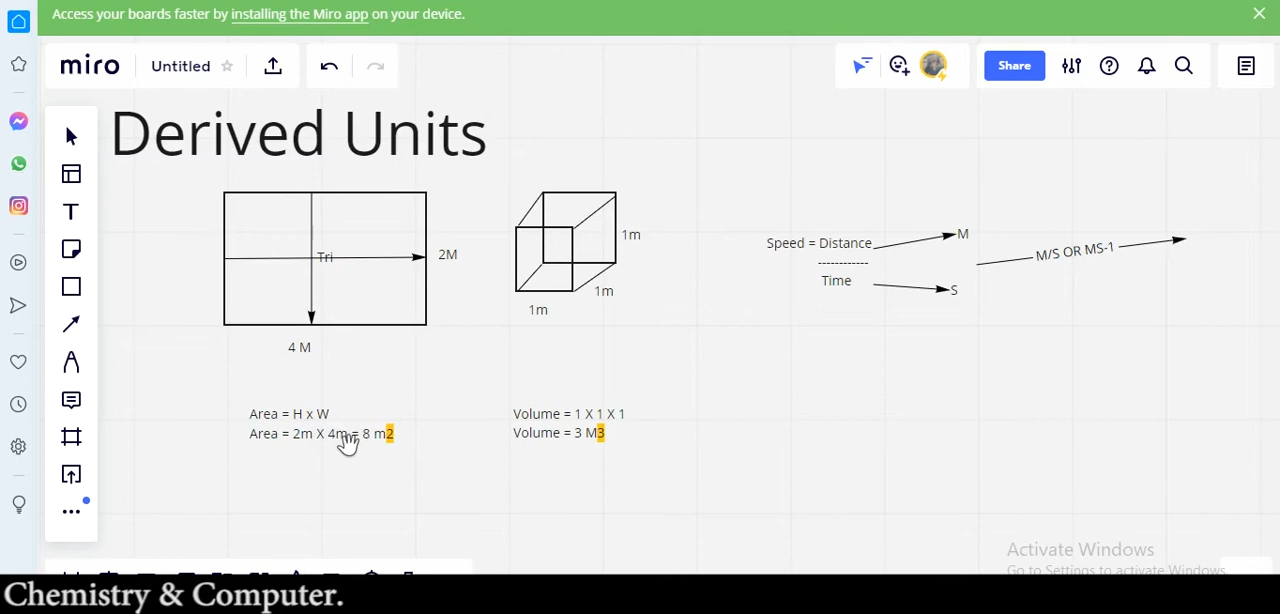 Access your boards faster by installing the Miro app on your device.
miro
Untitled
Share
Derived Units
Tri
2M
4 M
1m
1m
1m
Speed = Distance
------------
Time
M
S
M/S OR MS-1
Area = H x W
Area = 2m X 4m = 8 m2
Volume = 1 X 1 X 1
Volume = 3 M3
Activate Windows
Go to Settings to activate Windows.
Chemistry & Computer.